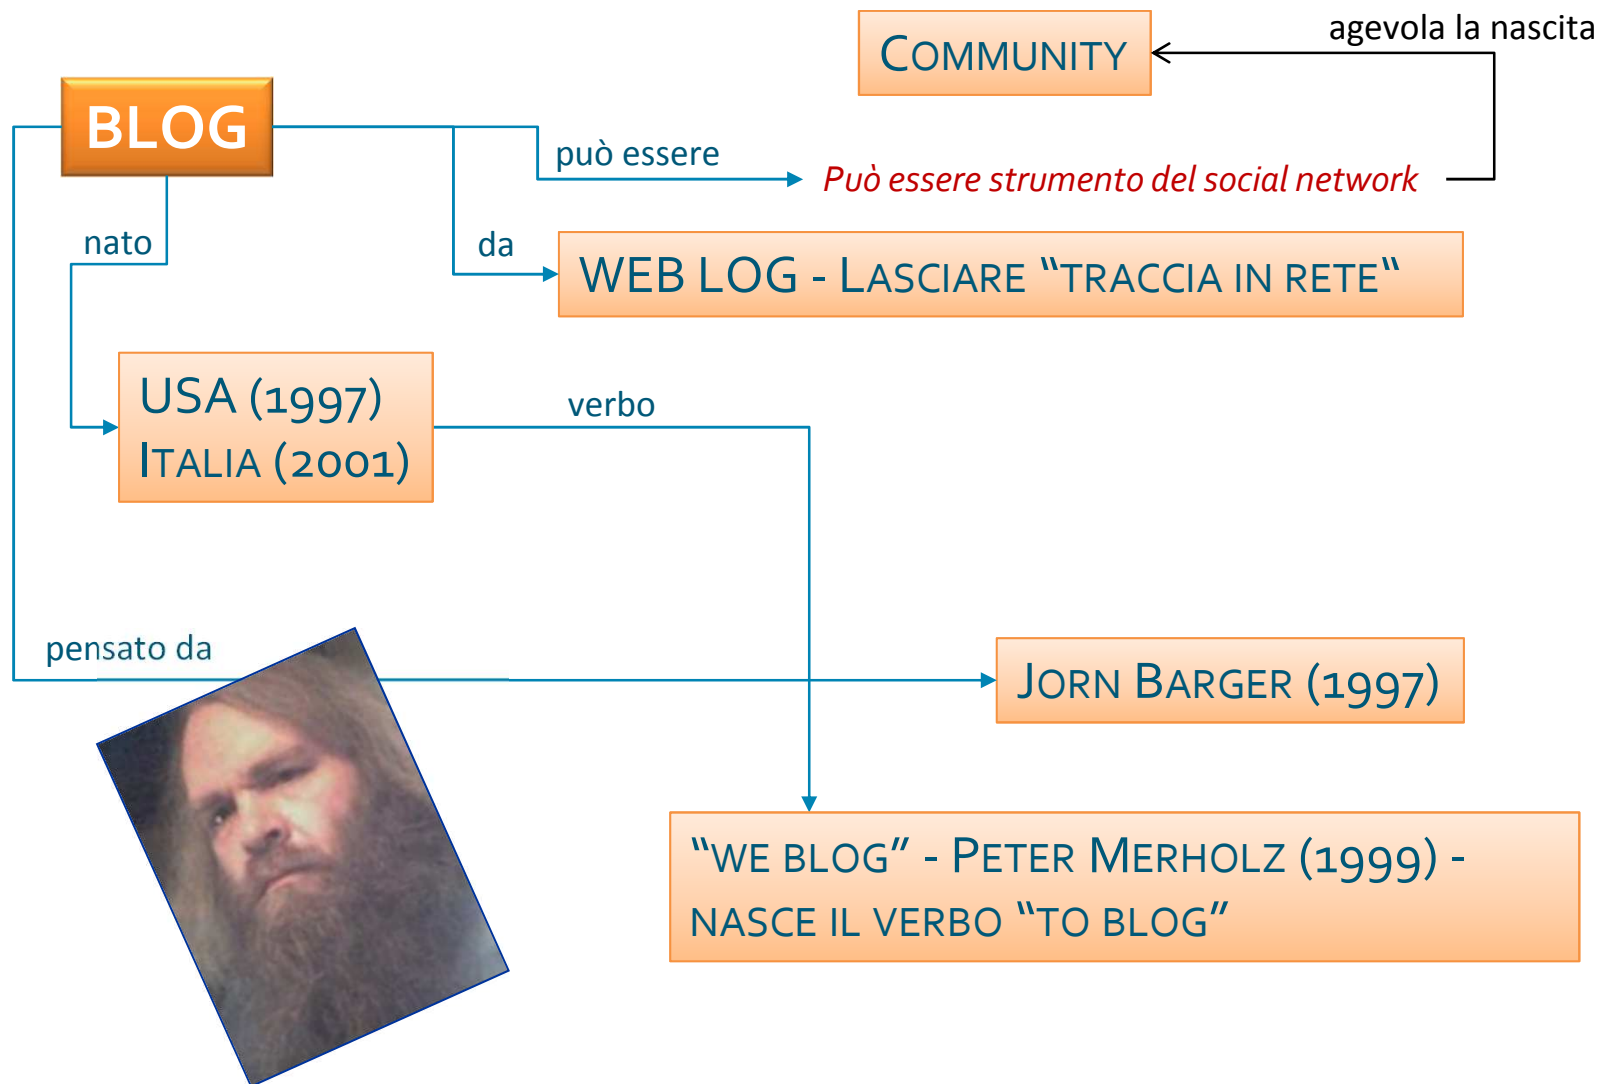 agevola la nascita
COMMUNITY
BLOG
può essere
Può essere strumento del social network
nato
da
WEB LOG - LASCIARE “TRACCIA IN RETE“
USA (1997)
ITALIA (2001)
verbo
pensato da
JORN BARGER (1997)
“WE BLOG” - PETER MERHOLZ (1999) -
NASCE IL VERBO “TO BLOG”